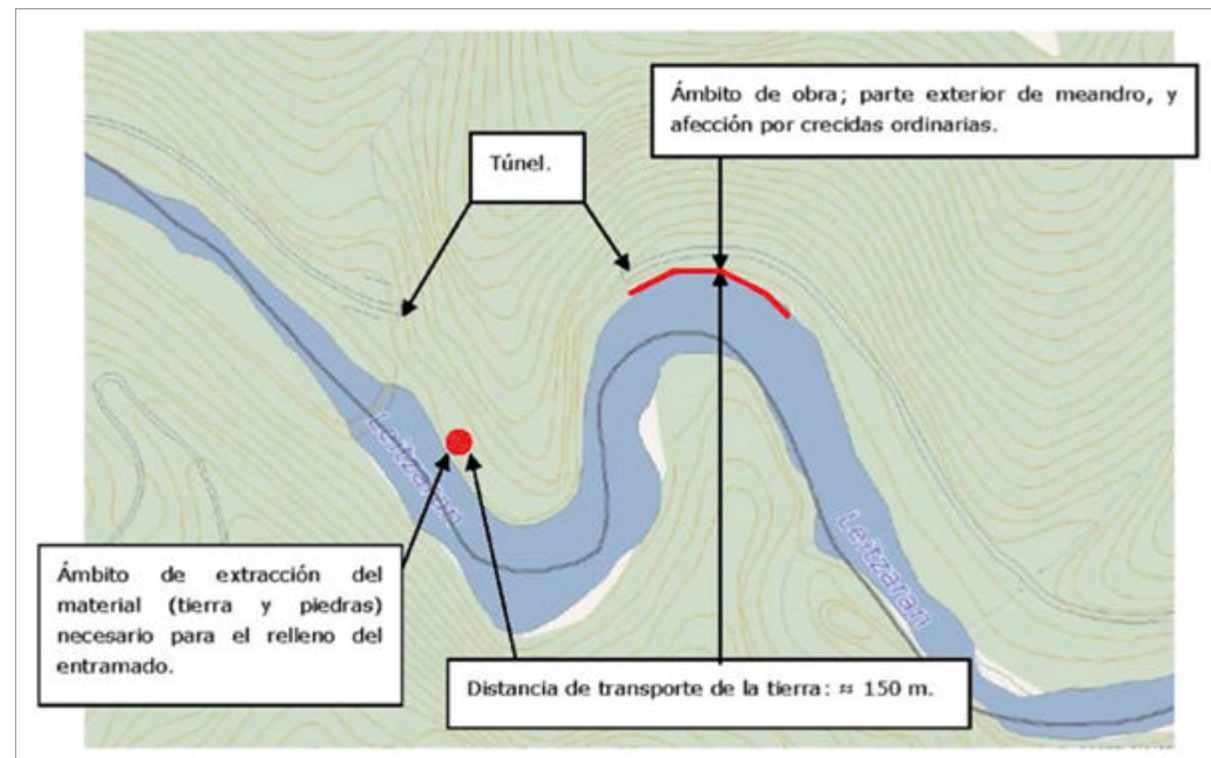 Ámbito de obra; parte exterior de meandro, y
afección por crecidas ordinarias.
Túnel.
Leitzaran
Leitzaran
Ámbito de extracción del
material (tierra y piedras)
necesario para el relleno del
entramado.
Distancia de transporte de la tierra: ≈ 150 m.